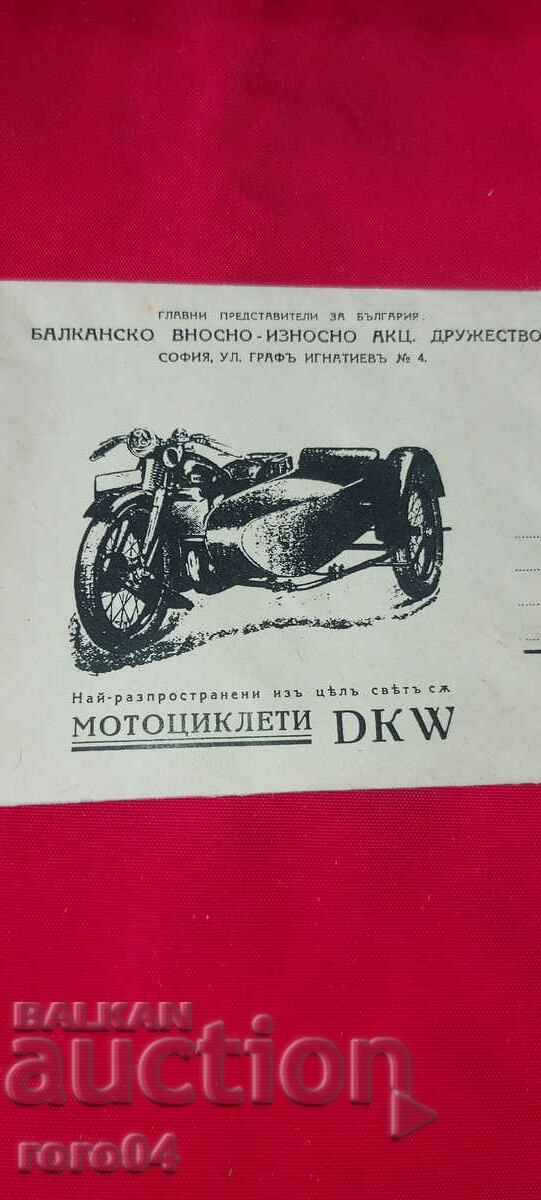 ГЛАВНИ ПРЕДСТАВИТЕЛИ ЗА БЪЛГАРИЯ:
БАЛКАНСКО ВНОСНО-ИЗНОСНО АКЦ. ДРУЖЕСТВО
СОФИЯ, УЛ. ГРАФЪ ИГНАТИЕВЪ № 4.
Най-разпространени изъ цѣлъ свѣтъ сѫ
МОТОЦИКЛЕТИ DKW
BALKAN
auction
roro04